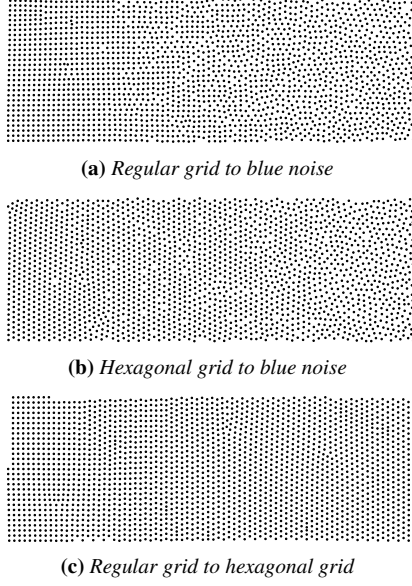 (a) Regular grid to blue noise
(b) Hexagonal grid to blue noise
(c) Regular grid to hexagonal grid